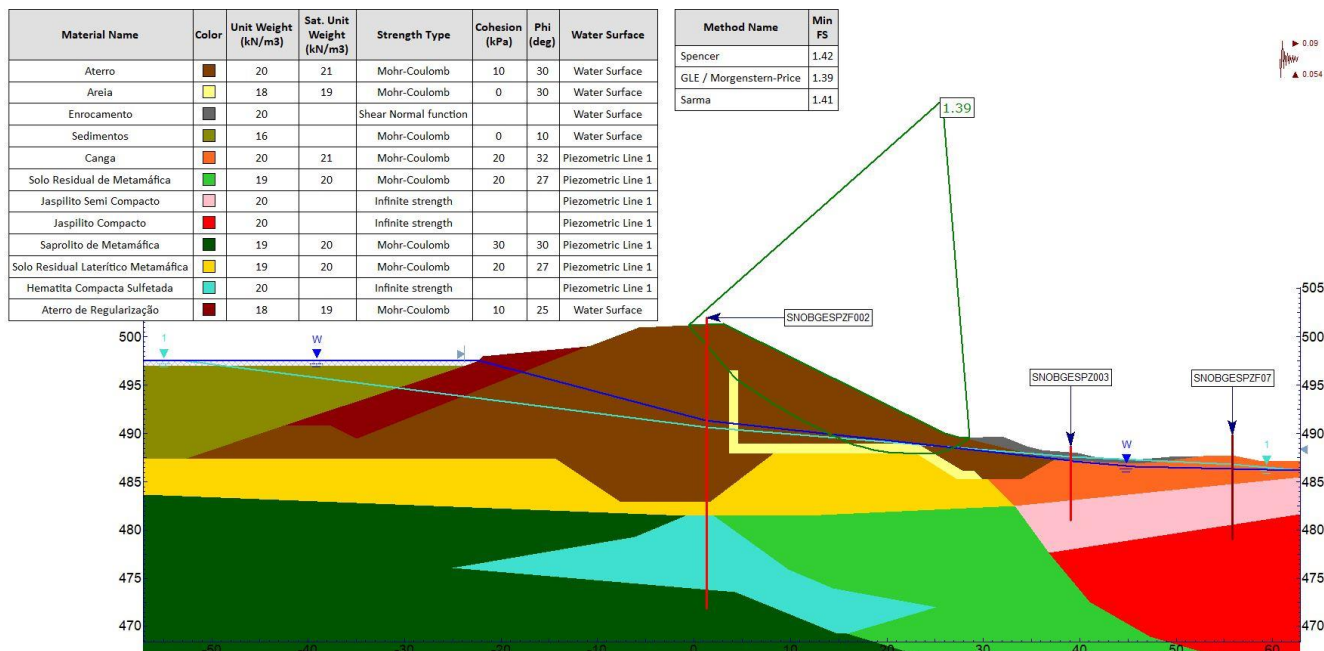 Material Name Color Unit Weight (kN/m3) Sat. Unit Weight (kN/m3) Strength Type Cohesion (kPa) Phi (deg) Water Surface
Aterro 20 21 Mohr-Coulomb 10 30 Water Surface
Areia 18 19 Mohr-Coulomb 0 30 Water Surface
Enrocamento 20 Shear Normal function Water Surface
Sedimentos 16 Mohr-Coulomb 0 10 Water Surface
Canga 20 21 Mohr-Coulomb 20 32 Piezometric Line 1
Solo Residual de Metamáfica 19 20 Mohr-Coulomb 20 27 Piezometric Line 1
Jaspilito Semi Compacto 20 Infinite strength Piezometric Line 1
Jaspilito Compacto 20 Infinite strength Piezometric Line 1
Saprolito de Metamáfica 19 20 Mohr-Coulomb 30 30 Piezometric Line 1
Solo Residual Laterítico Metamáfica 19 20 Mohr-Coulomb 20 27 Piezometric Line 1
Hematita Compacta Sulfetada 20 Infinite strength Piezometric Line 1
Aterro de Regularização 18 19 Mohr-Coulomb 10 25 Water Surface
Method Name Min FS
Spencer 1.42
GLE / Morgenstern-Price 1.39
Sarma 1.41
0.09
0.054
1.39
SNOBGESPZF002
SNOBGESPZ003
SNOBGESPZF07
1
W
W
1
500
495
490
485
480
475
470
505
500
495
490
485
480
475
470
-50 -40 -30 -20 -10 0 10 20 30 40 50 60